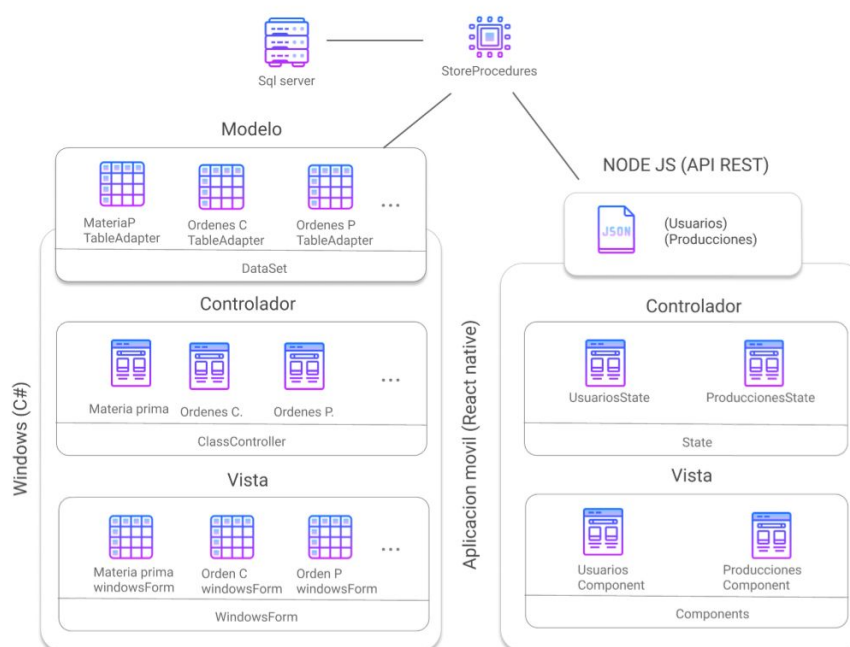 Sql server
StoreProcedures
Modelo
MateriaP
TableAdapter
Ordenes C
TableAdapter
Ordenes P
TableAdapter
...
DataSet
NODE JS (API REST)
JSON
(Usuarios)
(Producciones)
Windows (C#)
Controlador
Materia prima
Ordenes C.
Ordenes P.
...
ClassController
Vista
Materia prima
windowsForm
Orden C
windowsForm
Orden P
windowsForm
...
WindowsForm
Aplicacion movil (React native)
Controlador
UsuariosState
ProduccionesState
State
Vista
Usuarios
Component
Producciones
Component
Components